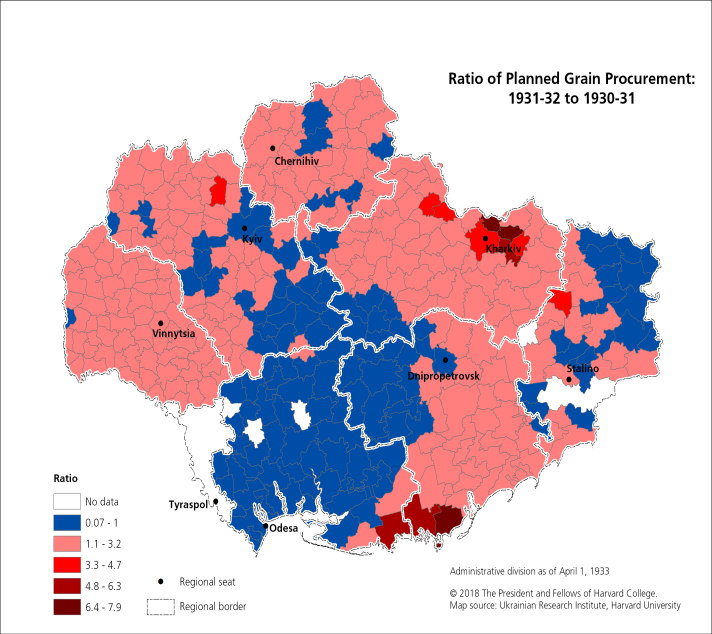 Ratio of Planned Grain Procurement:
1931-32 to 1930-31
Chernihiv
Kyiv
Kharkiv
Vinnytsia
Stalino
Dnipropetrovsk
Tyraspol
Odesa
Ratio
No data
0.07 - 1
1.1 - 3.2
3.3 - 4.7
4.8 - 6.3
6.4 - 7.9
Regional seat
Regional border
Administrative division as of April 1, 1933
© 2018 The President and Fellows of Harvard College.
Map source: Ukrainian Research Institute, Harvard University